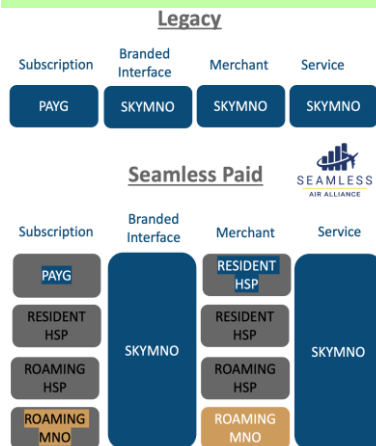 Legacy
Subscription
Branded
Interface
Merchant
Service
PAYG
SKYMNO
SKYMNO
SKYMNO
Seamless Paid
SEAMLESS
AIR ALLIANCE
Subscription
Branded
Interface
Merchant
Service
PAYG
RESIDENT
HSP
ROAMING
HSP
ROAMING
MNO
SKYMNO
RESIDENT
HSP
RESIDENT
HSP
ROAMING
HSP
ROAMING
MNO
SKYMNO